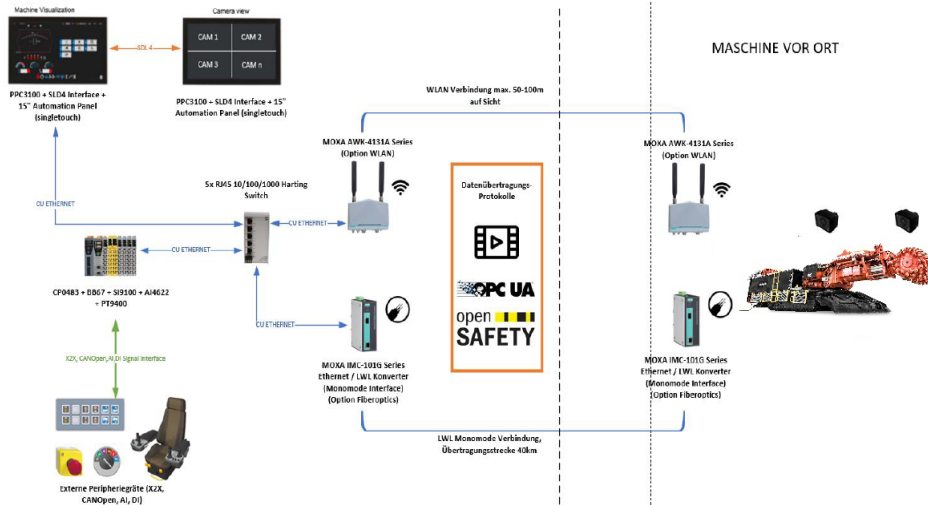 Machine Visualization
Camera view
CAM 1
CAM 2
CAM 3
CAM n
SDL 4
PPC3100 + SLD4 Interface +
15" Automation Panel
(singletouch)
PPC3100 + SLD4 Interface + 15"
Automation Panel (singletouch)
MASCHINE VOR ORT
WLAN Verbindung max. 50-100m
auf Sicht
MOXA AWK-4131A Series
(Option WLAN)
MOXA AWK-4131A Series
(Option WLAN)
5x RJ45 10/100/1000 Harting
Switch
Datenübertragungs-
Protokolle
CU ETHERNET
CU ETHERNET
CU ETHERNET
CU ETHERNET
OPC UA
open
SAFETY
CP0483 + BB67 + SI9100 + AI4622
+ PT9400
X2X, CANOpen,AI,DI Signal Interface
MOXA IMC-101G Series
Ethernet / LWL Konverter
(Monomode Interface)
(Option Fiberoptics)
MOXA IMC-101G Series
Ethernet / LWL Konverter
(Monomode Interface)
(Option Fiberoptics)
LWL Monomode Verbindung,
Übertragungsstrecke 40km
Externe Peripheriegräte (X2X,
CANOpen, AI, DI)